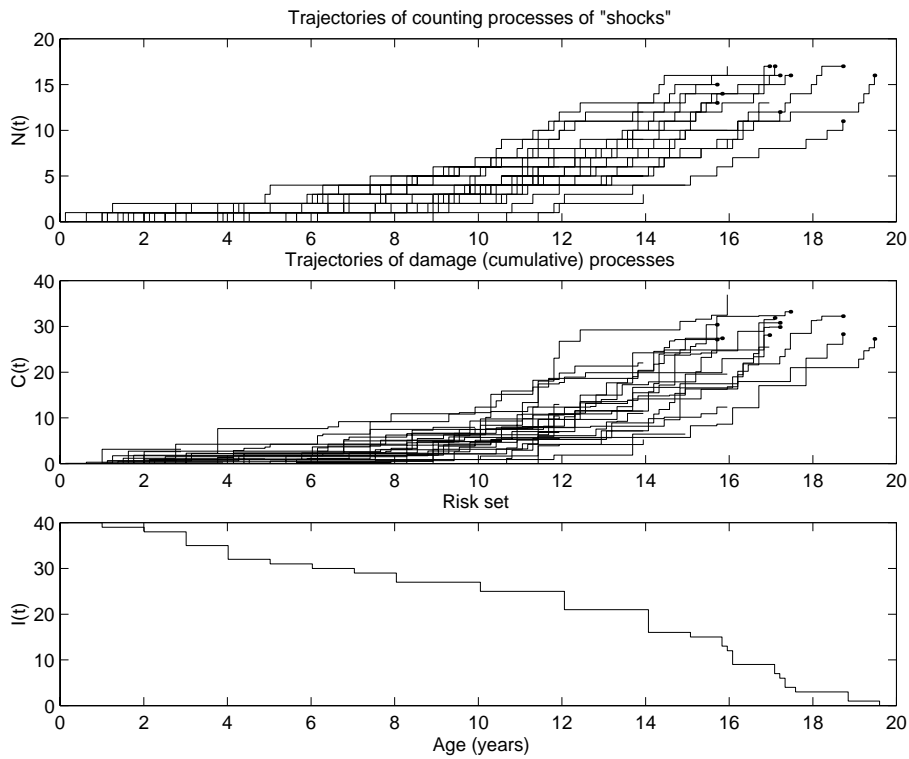 Trajectories of counting processes of "shocks"
20
15
10
5
0
N(t)
0 2 4 6 8 10 12 14 16 18 20
Trajectories of damage (cumulative) processes
40
30
20
10
0
C(t)
0 2 4 6 8 10 12 14 16 18 20
Risk set
40
30
20
10
0
I(t)
0 2 4 6 8 10 12 14 16 18 20
Age (years)